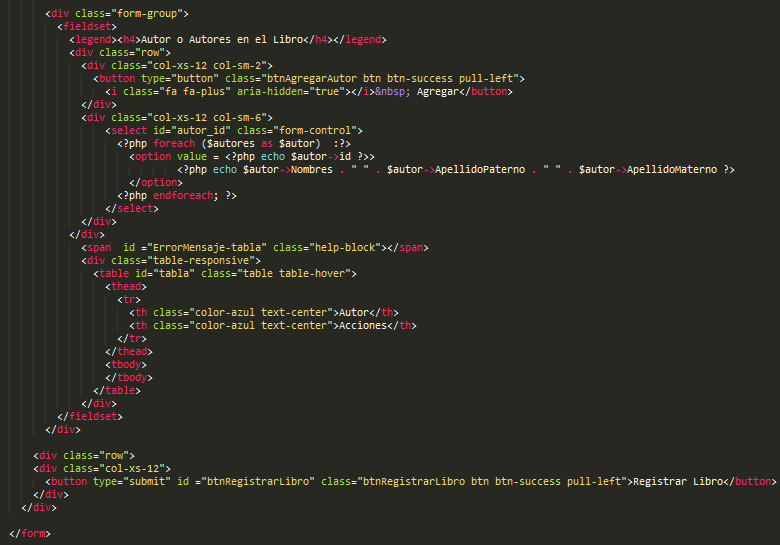 <div class="form-group">
<fieldset>
<legend><h4>Autor o Autores en el Libro</h4></legend>
<div class="row">
<div class="col-xs-12 col-sm-2">
<button type="button" class="btnAgregarAutor btn btn-success pull-left">
<i class="fa fa-plus" aria-hidden="true"></i>&nbsp; Agregar</button>
</div>
<div class="col-xs-12 col-sm-6">
<select id="autor_id" class="form-control">
<?php foreach ($autores as $autor)  :?>
<option value = <?php echo $autor->id ?>>
<?php echo $autor->Nombres . " " . $autor->ApellidoPaterno . " " . $autor->ApellidoMaterno ?>
</option>
<?php endforeach; ?>
</select>
</div>
</div>
<span  id ="ErrorMensaje-tabla" class="help-block"></span>
<div class="table-responsive">
<table id="tabla" class="table table-hover">
<thead>
<tr>
<th class="color-azul text-center">Autor</th>
<th class="color-azul text-center">Acciones</th>
</tr>
</thead>
<tbody>
</tbody>
</table>
</div>
</fieldset>
</div>
<div class="row">
<div class="col-xs-12">
<button type="submit" id ="btnRegistrarLibro" class="btnRegistrarLibro btn btn-success pull-left">Registrar Libro</button>
</div>
</div>
</form>